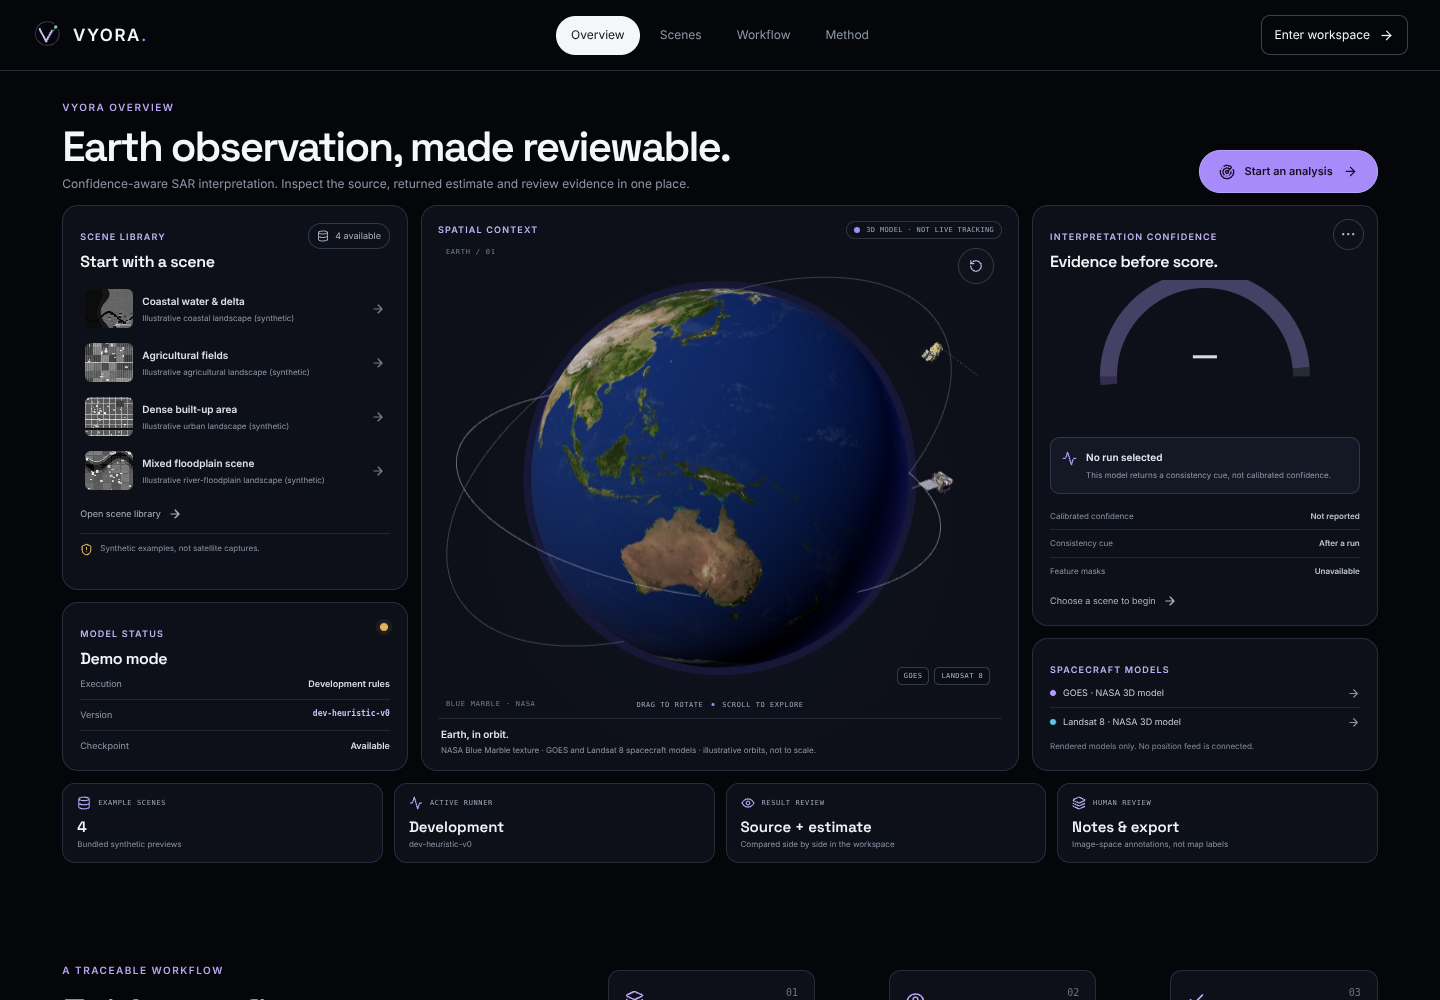 VYORA.
Overview
Scenes
Workflow
Method
Enter workspace
VYORA OVERVIEW
Earth observation, made reviewable.
Confidence-aware SAR interpretation. Inspect the source, returned estimate and review evidence in one place.
Start an analysis
SCENE LIBRARY
4 available
Start with a scene
Coastal water & delta
Illustrative coastal landscape (synthetic)
Agricultural fields
Illustrative agricultural landscape (synthetic)
Dense built-up area
Illustrative urban landscape (synthetic)
Mixed floodplain scene
Illustrative river-floodplain landscape (synthetic)
Open scene library
Synthetic examples, not satellite captures.
MODEL STATUS
Demo mode
Execution Development rules
Version dev-heuristic-v0
Checkpoint Available
SPATIAL CONTEXT
3D MODEL · NOT LIVE TRACKING
EARTH / 01
GOES
LANDSAT 8
BLUE MARBLE · NASA
DRAG TO ROTATE • SCROLL TO EXPLORE
Earth, in orbit.
NASA Blue Marble texture · GOES and Landsat 8 spacecraft models · illustrative orbits, not to scale.
INTERPRETATION CONFIDENCE
Evidence before score.
—
No run selected
This model returns a consistency cue, not calibrated confidence.
Calibrated confidence Not reported
Consistency cue After a run
Feature masks Unavailable
Choose a scene to begin
SPACECRAFT MODELS
GOES · NASA 3D model
Landsat 8 · NASA 3D model
Rendered models only. No position feed is connected.
EXAMPLE SCENES
4
Bundled synthetic previews
ACTIVE RUNNER
Development
dev-heuristic-v0
RESULT REVIEW
Source + estimate
Compared side by side in the workspace
HUMAN REVIEW
Notes & export
Image-space annotations, not map labels
A TRACEABLE WORKFLOW
01
02
03